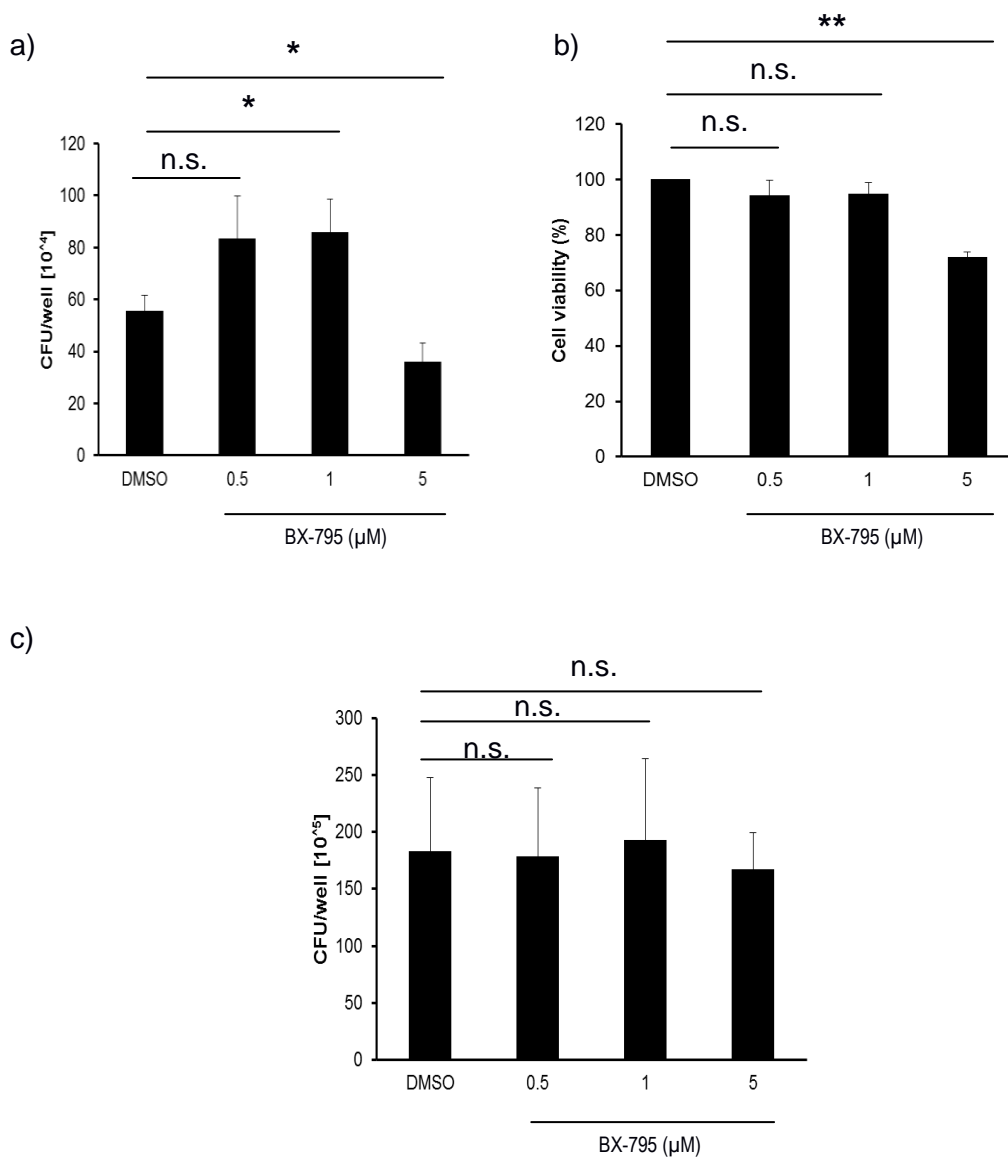 a)
*
*
n.s.
CFU/well [10^4]
120
100
80
60
40
20
0
DMSO 0.5 1 5
BX-795 (µM)
b)
**
n.s.
n.s.
Cell viability (%)
120
100
80
60
40
20
0
DMSO 0.5 1 5
BX-795 (µM)
c)
n.s.
n.s.
n.s.
CFU/well [10^5]
300
250
200
150
100
50
0
DMSO 0.5 1 5
BX-795 (µM)